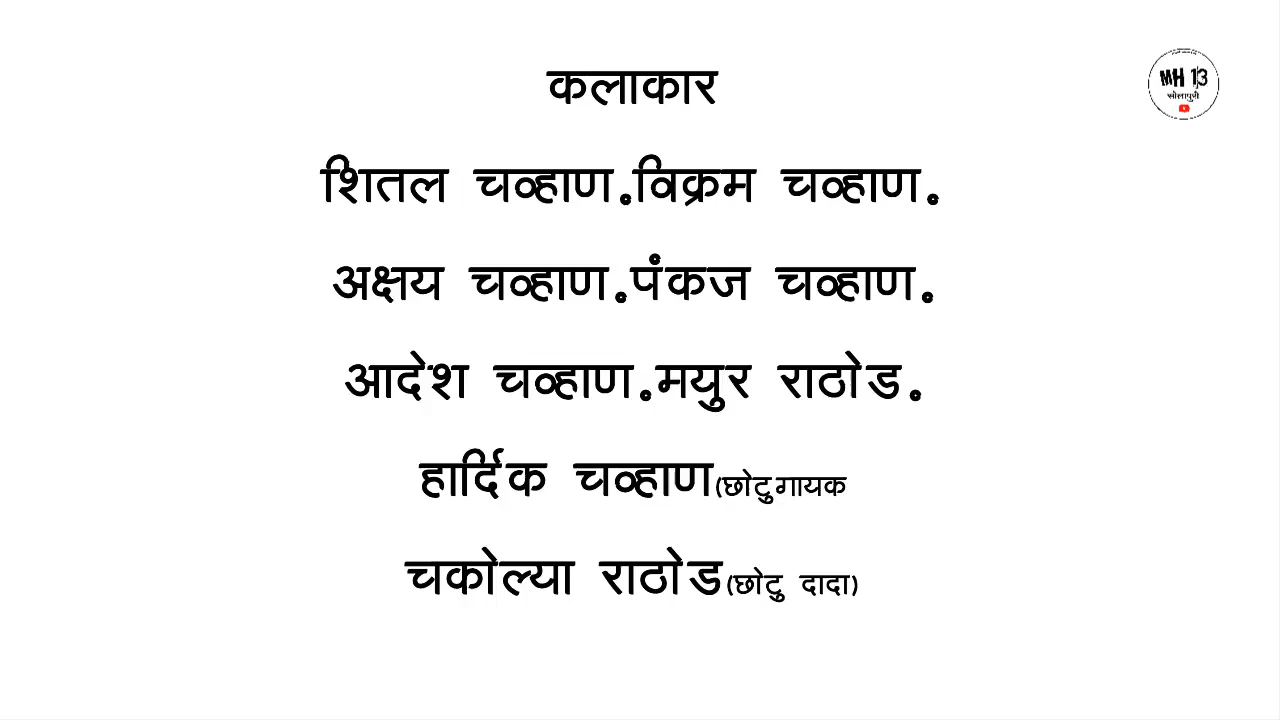 कलाकार
MH 13
सोलापुरी
शितल चव्हाण.विक्रम चव्हाण.
अक्षय चव्हाण.पंकज चव्हाण.
आदेश चव्हाण.मयुर राठोड.
हार्दिक चव्हाण(छोटुगायक
चकोल्या राठोड(छोटु दादा)